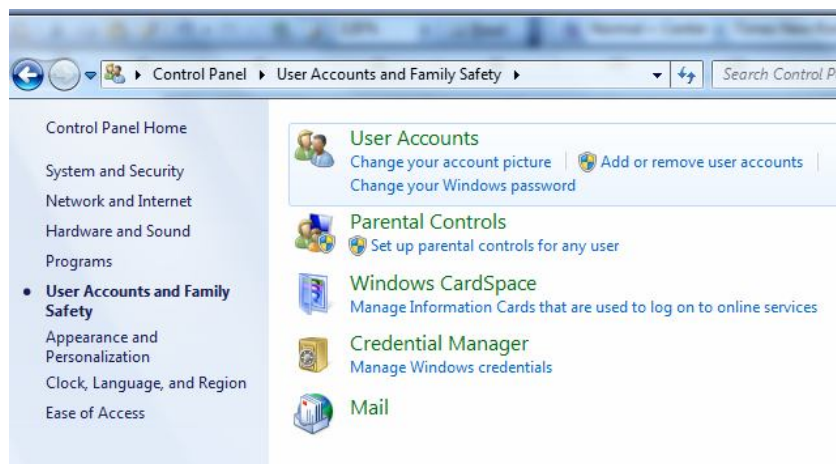 Control Panel User Accounts and Family Safety Search Control P
Control Panel Home
System and Security
Network and Internet
Hardware and Sound
Programs
User Accounts and Family
Safety
Appearance and
Personalization
Clock, Language, and Region
Ease of Access
User Accounts
Change your account picture Add or remove user accounts
Change your Windows password
Parental Controls
Set up parental controls for any user
Windows CardSpace
Manage Information Cards that are used to log on to online services
Credential Manager
Manage Windows credentials
Mail